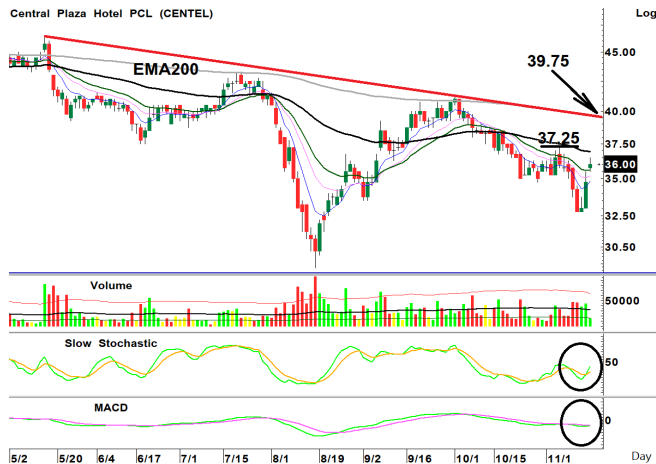 Central Plaza Hotel PCL (CENTEL) Log
45.00
39.75
EMA200
40.00
37.25
37.50
36.00
35.00
32.50
30.50
Volume
50000
Slow Stochastic
50
MACD
0
5/2 5/20 6/4 6/17 7/1 7/15 8/1 8/19 9/2 9/16 10/1 10/15 11/1 Day